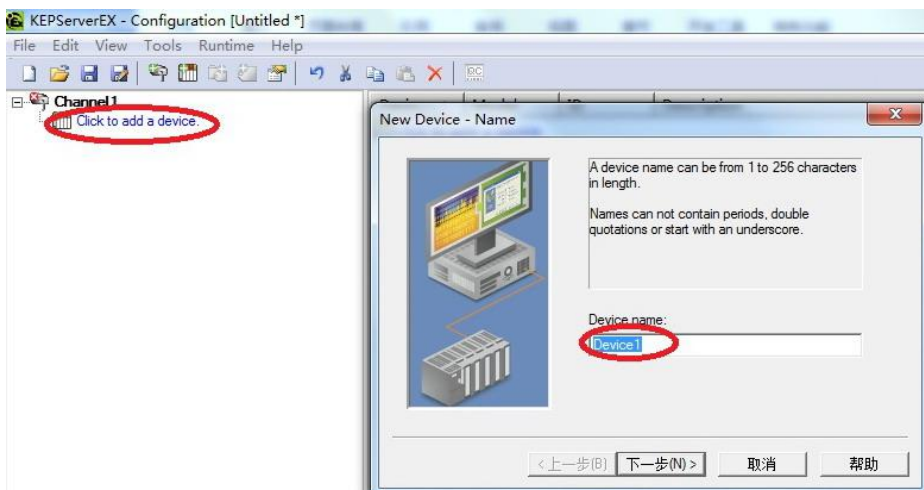 KEPServerEX - Configuration [Untitled *]
File Edit View Tools Runtime Help
Channel1
Click to add a device.
New Device - Name
A device name can be from 1 to 256 characters
in length.
Names can not contain periods, double
quotations or start with an underscore.
Device name:
Device1
<上一步(B) 下一步(N)> 取消 帮助